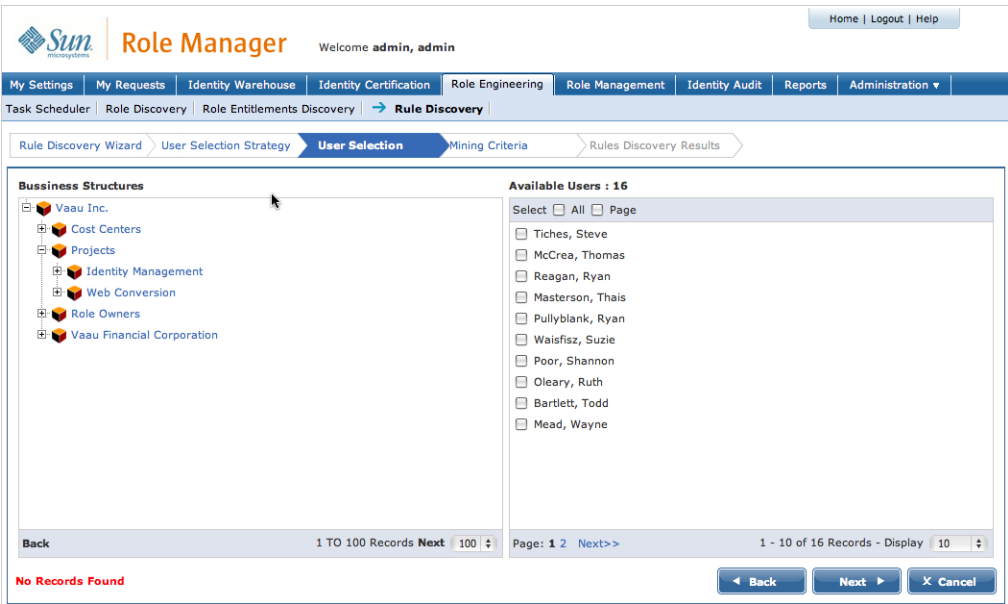 Home | Logout | Help
Sun
microsystems
Role Manager
Welcome admin, admin
My Settings My Requests Identity Warehouse Identity Certification Role Engineering Role Management Identity Audit Reports Administration ▼
Task Scheduler | Role Discovery | Role Entitlements Discovery | → Rule Discovery |
Rule Discovery Wizard User Selection Strategy User Selection Mining Criteria Rules Discovery Results
Bussiness Structures
Vaau Inc.
Cost Centers
Projects
Identity Management
Web Conversion
Role Owners
Vaau Financial Corporation
Back 1 TO 100 Records Next 100
Available Users : 16
Select All Page
Tiches, Steve
McCrea, Thomas
Reagan, Ryan
Masterson, Thais
Pullyblank, Ryan
Waisfisz, Suzie
Poor, Shannon
Oleary, Ruth
Bartlett, Todd
Mead, Wayne
Page: 1 2 Next>> 1 - 10 of 16 Records - Display 10
No Records Found
Back Next X Cancel